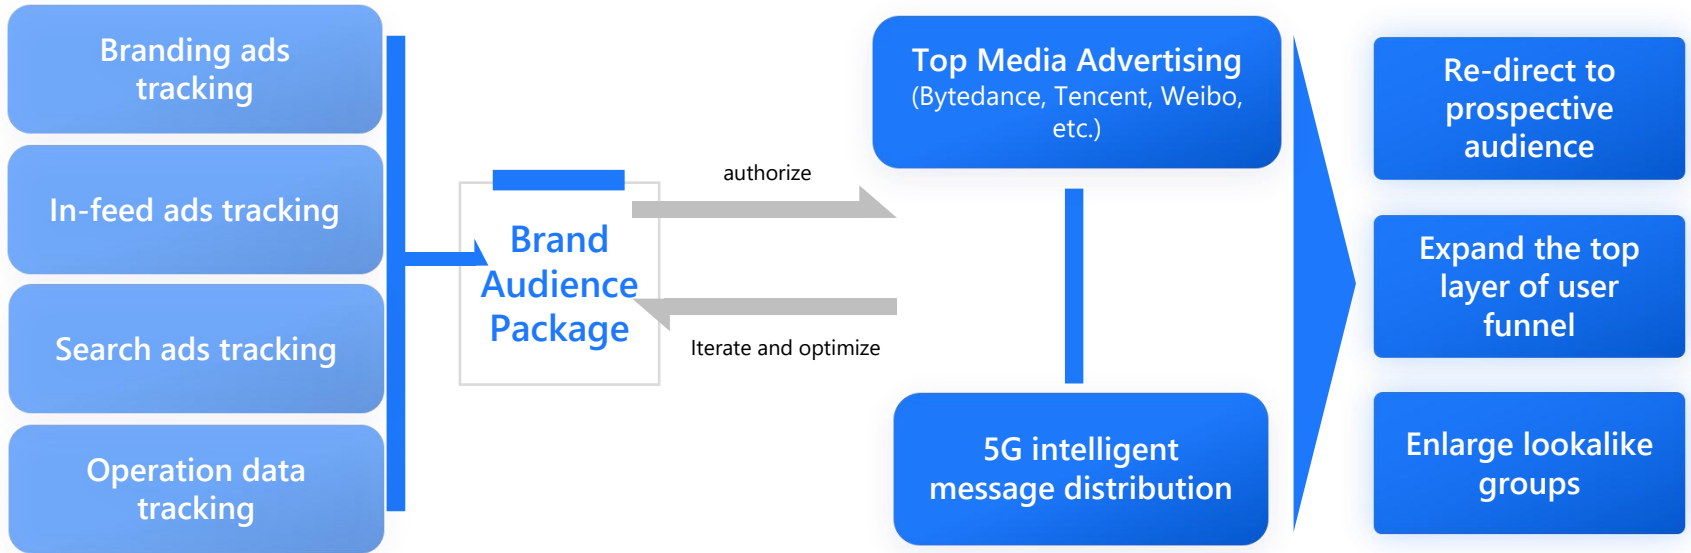 Branding ads
tracking
In-feed ads tracking
Search ads tracking
Operation data
tracking
Brand
Audience
Package
authorize
Iterate and optimize
Top Media Advertising
(Bytedance, Tencent, Weibo,
etc.)
5G intelligent
message distribution
Re-direct to
prospective
audience
Expand the top
layer of user
funnel
Enlarge lookalike
groups